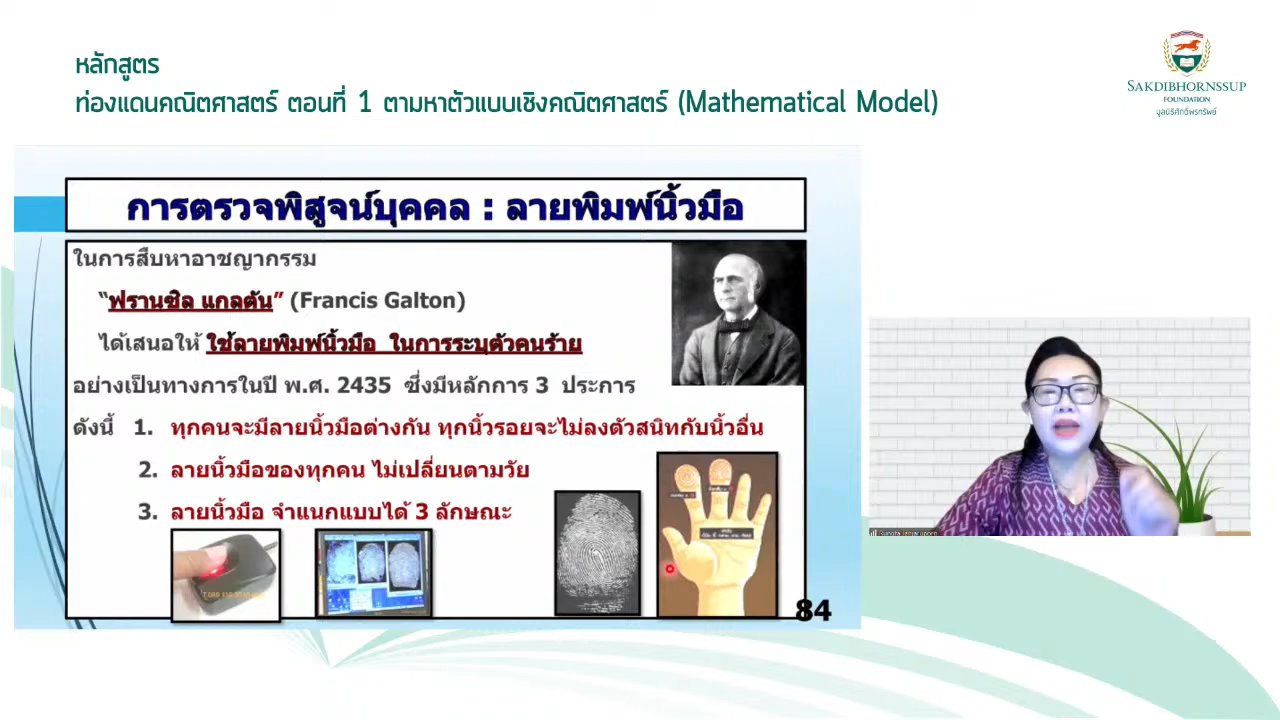 หลักสูตร
ท่องแดนคณิตศาสตร์ ตอนที่ 1 ตามหาตัวแบบเชิงคณิตศาสตร์ (Mathematical Model)
SAKDIBHORNSSUP
FOUNDATION
มูลนิธิศักดิ์พรทรัพย์
การตรวจพิสูจน์บุคคล : ลายพิมพ์นิ้วมือ
ในการสืบหาอาชญากรรม
“ฟรานซิล แกลตัน” (Francis Galton)
ได้เสนอให้ ใช้ลายพิมพ์นิ้วมือ ในการระบุตัวคนร้าย
อย่างเป็นทางการในปี พ.ศ. 2435 ซึ่งมีหลักการ 3 ประการ
ดังนี้ 1. ทุกคนจะมีลายนิ้วมือต่างกัน ทุกนิ้วรอยจะไม่ลงตัวสนิทกับนิ้วอื่น
2. ลายนิ้วมือของทุกคน ไม่เปลี่ยนตามวัย
3. ลายนิ้วมือ จำแนกแบบได้ 3 ลักษณะ
84